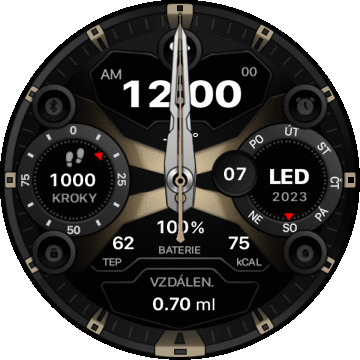 AM
00
12:00
07
0
25
50
75
1000
KROKY
PO
ÚT
ST
ČT
PÁ
SO
NE
LED
2023
100%
BATERIE
62
TEP
75
kCAL
VZDÁLEN.
0.70 ml